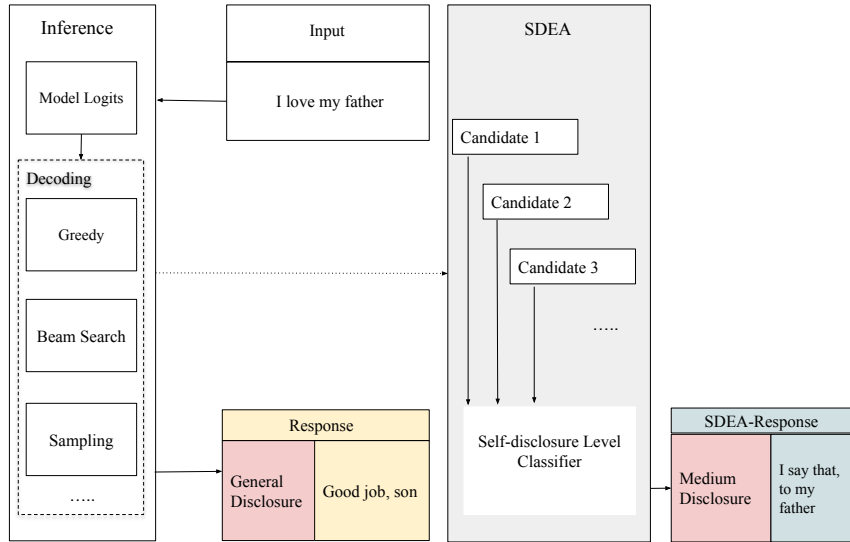 Inference
Model Logits
Decoding
Greedy
Beam Search
Sampling
.....
Input
I love my father
Response
General
Disclosure
Good job, son
SDEA
Candidate 1
Candidate 2
Candidate 3
.....
Self-disclosure Level
Classifier
SDEA-Response
Medium
Disclosure
I say that,
to my
father